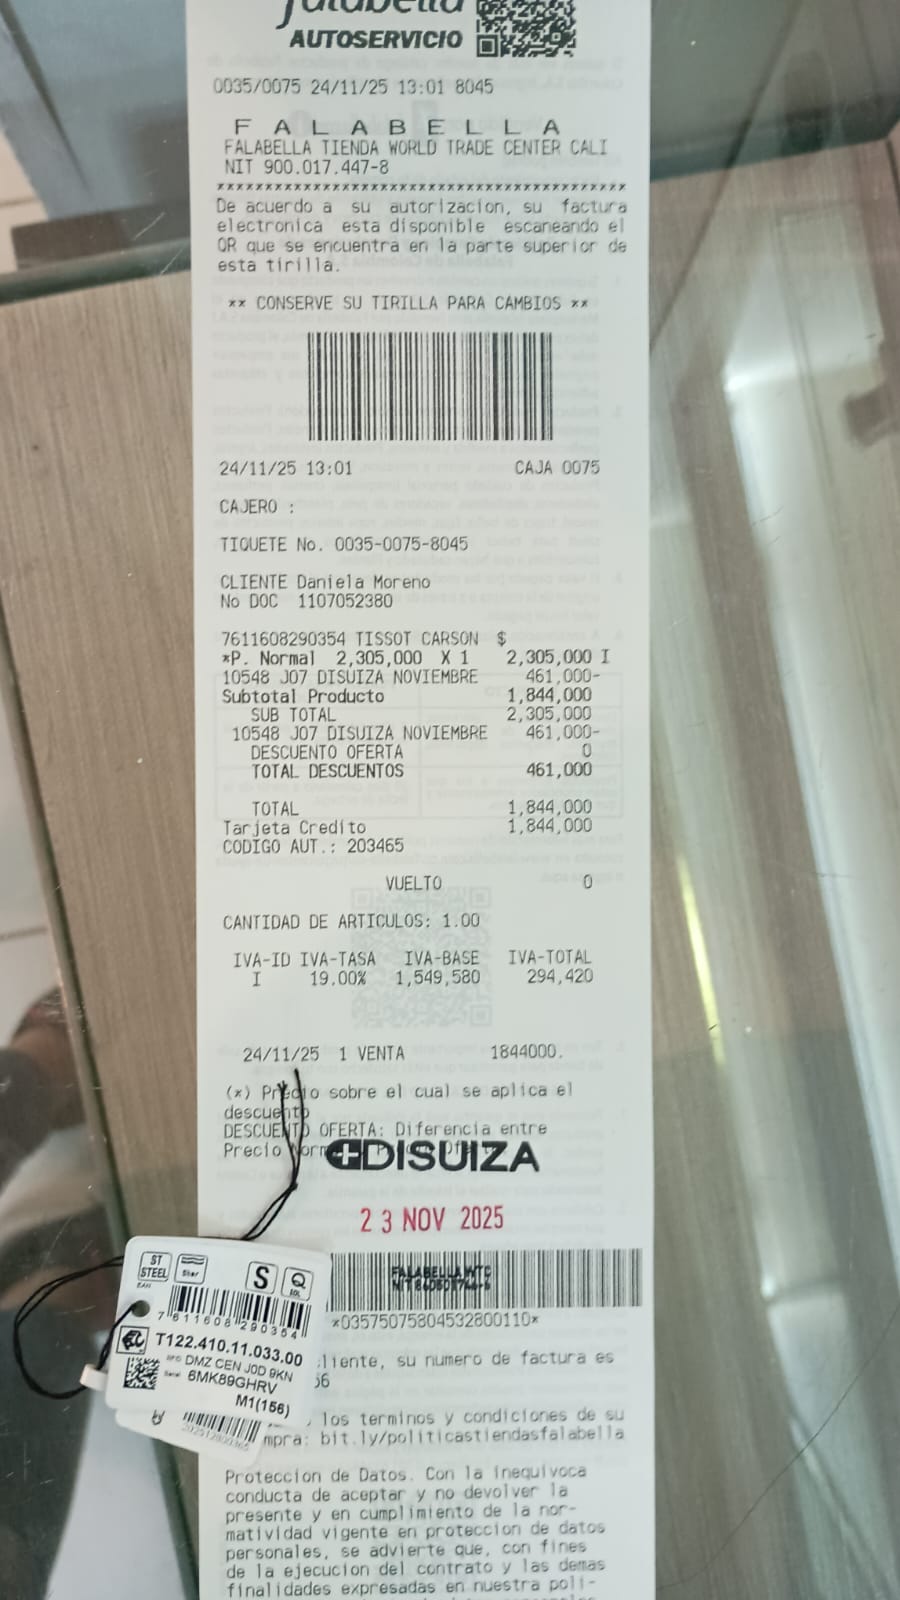 falabella
AUTOSERVICIO
0035/0075 24/11/25 13:01 8045
F A L A B E L L A
FALABELLA TIENDA WORLD TRADE CENTER CALI
NIT 900.017.447-8
De acuerdo a su autorizacion, su factura
electronica esta disponible escaneando el
QR que se encuentra en la parte superior de
esta tirilla.
** CONSERVE SU TIRILLA PARA CAMBIOS **
24/11/25 13:01 CAJA 0075
CAJERO :
TIQUETE No. 0035-0075-8045
CLIENTE Daniela Moreno
No DOC 1107052380
7611608290354 TISSOT CARSON $
*P. Normal 2,305,000 X 1 2,305,000 I
10548 J07 DISUIZA NOVIEMBRE 461,000-
Subtotal Producto 1,844,000
SUB TOTAL 2,305,000
10548 J07 DISUIZA NOVIEMBRE 461,000-
DESCUENTO OFERTA 0
TOTAL DESCUENTOS 461,000
TOTAL 1,844,000
Tarjeta Credito 1,844,000
CODIGO AUT.: 203465
VUELTO 0
CANTIDAD DE ARTICULOS: 1.00
IVA-ID IVA-TASA IVA-BASE IVA-TOTAL
I 19.00% 1,549,580 294,420
24/11/25 1 VENTA 1844000.
(*) Precio sobre el cual se aplica el
descuento
DESCUENTO OFERTA: Diferencia entre
Precio
DISUIZA
23 NOV 2025
FALABELLA WTC
*03575075804532800110*
su numero de factura es
los terminos y condiciones de su
bit.ly/politicastiendasfalabella
Proteccion de Datos. Con la inequivoca
conducta de aceptar y no devolver la
presente y en cumplimiento de la nor-
matividad vigente en proteccion de datos
personales, se advierte que, con fines
de la ejecucion del contrato y las demas
finalidades expresadas en nuestra poli-
ST
STEEL
S
Q
7611608290354
T122.410.11.033.00
DMZ CEN J0D 9KN
6MK89GHRV
M1(156)